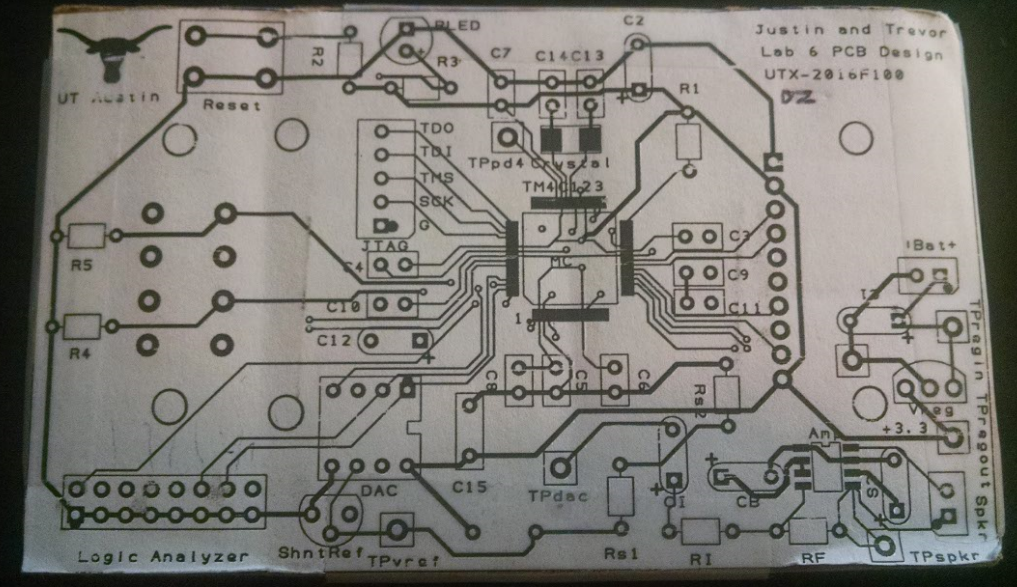 Justin and Trevor
Lab 6 PCB Design
UTX-2016F100
DZ
UT Austin
Reset
R2
RLED
R3
C7
C14
C13
C2
R1
TPpd4
Crystal
TM4C123
TDO
TDI
TMS
SCK
G
JTAG
C4
C10
C12
MC
1
C3
C9
C11
R5
R4
Bat+
TPregin
TPregout
Vreg
+3.3
C8
C5
C6
Rs2
DAC
C15
TPdac
CB
Am
Spkr
Logic Analyzer
ShntRef
TPvref
Rs1
RI
RF
TPspkr